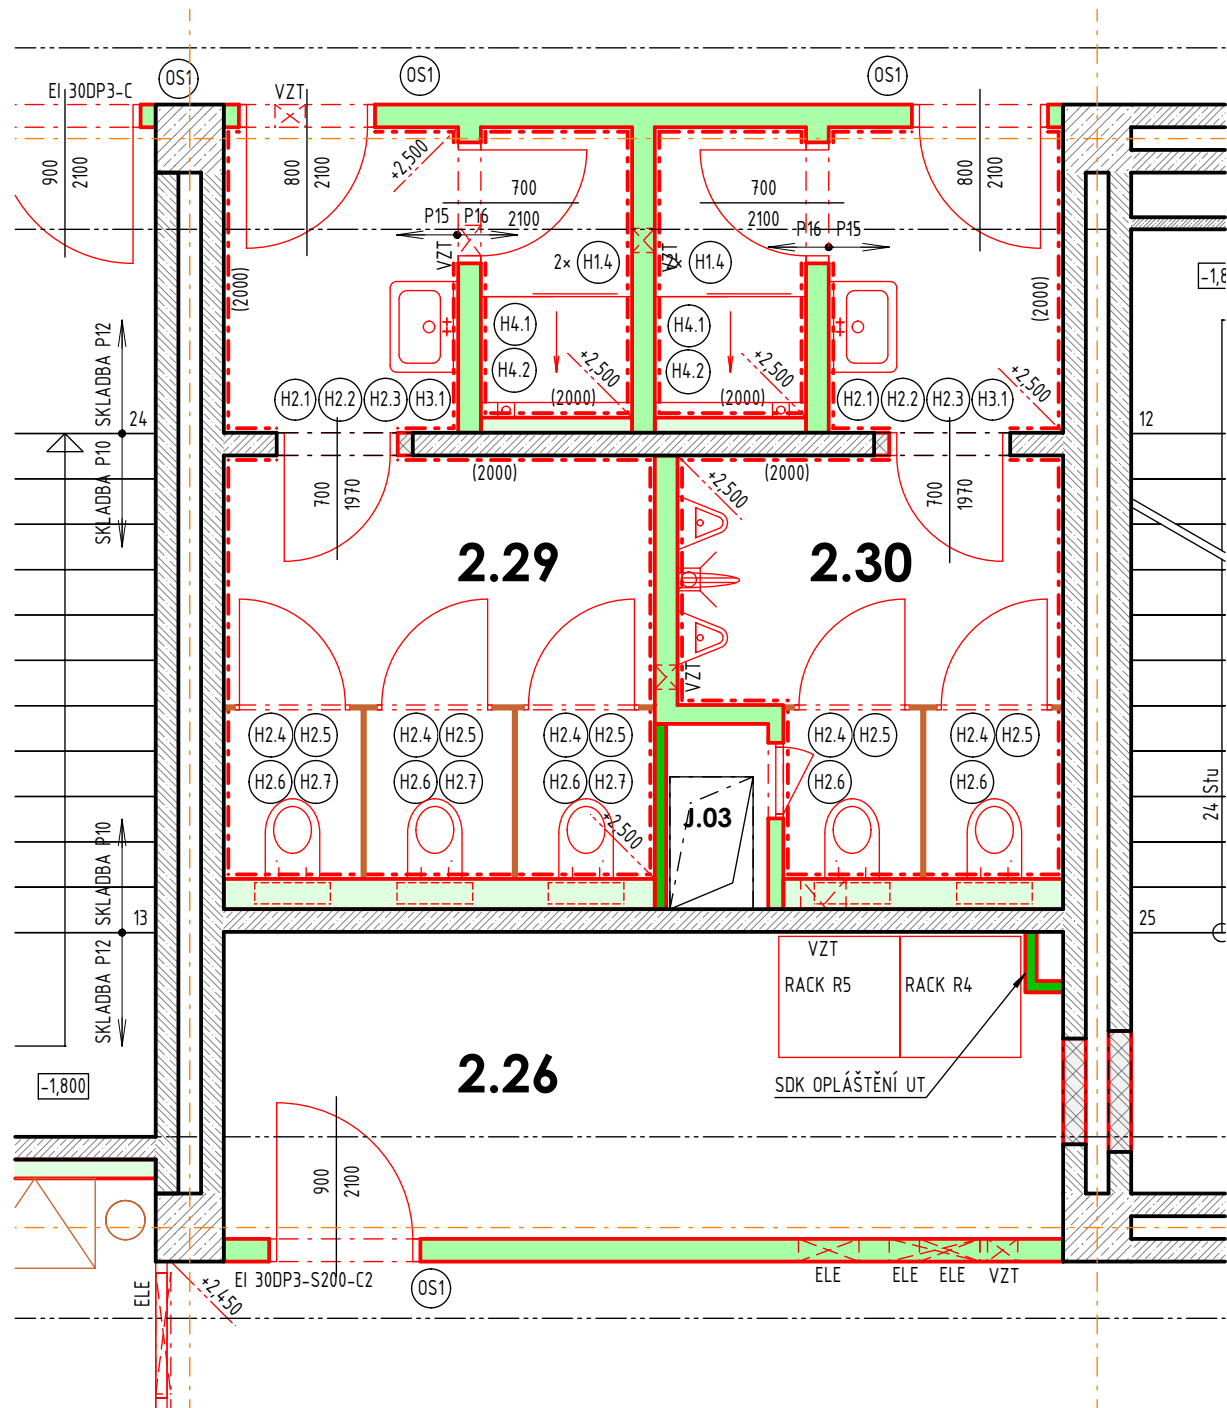 OS1
OS1
OS1
EI 30DP3-C
VZT
900
2100
800
2100
+2,500
700
2100
700
2100
800
2100
P15
P16
P16
P15
VZT
VZT
2× H1.4
2× H1.4
(2000)
(2000)
-1,8
H4.1
H4.2
H4.1
H4.2
+2,500
+2,500
+2,500
(2000)
(2000)
SKLADBA P12
H2.1 H2.2 H2.3 H3.1
H2.1 H2.2 H2.3 H3.1
24
12
SKLADBA P10
(2000)
(2000)
+2,500
700
1970
700
1970
2.29
2.30
VZT
H2.4 H2.5
H2.4 H2.5
H2.4 H2.5
H2.4 H2.5
H2.4 H2.5
H2.6 H2.7
H2.6 H2.7
H2.6 H2.7
H2.6
H2.6
J.03
+2,500
24 Stu
SKLADBA P10
13
25
SKLADBA P12
VZT
RACK R5
RACK R4
2.26
SDK OPLÁŠTĚNÍ UT
-1,800
900
2100
EI 30DP3-S200-C2
OS1
ELE
ELE
ELE
VZT
ELE
+2,450